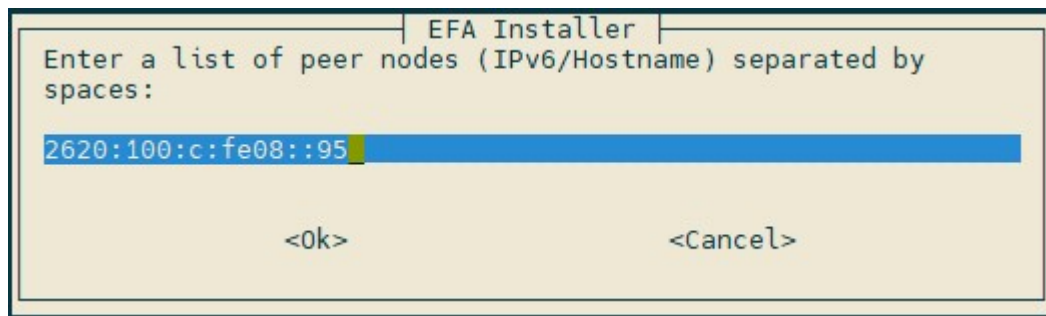 EFA Installer
Enter a list of peer nodes (IPv6/Hostname) separated by
spaces:
2620:100:c:fe08::95
<Ok> <Cancel>